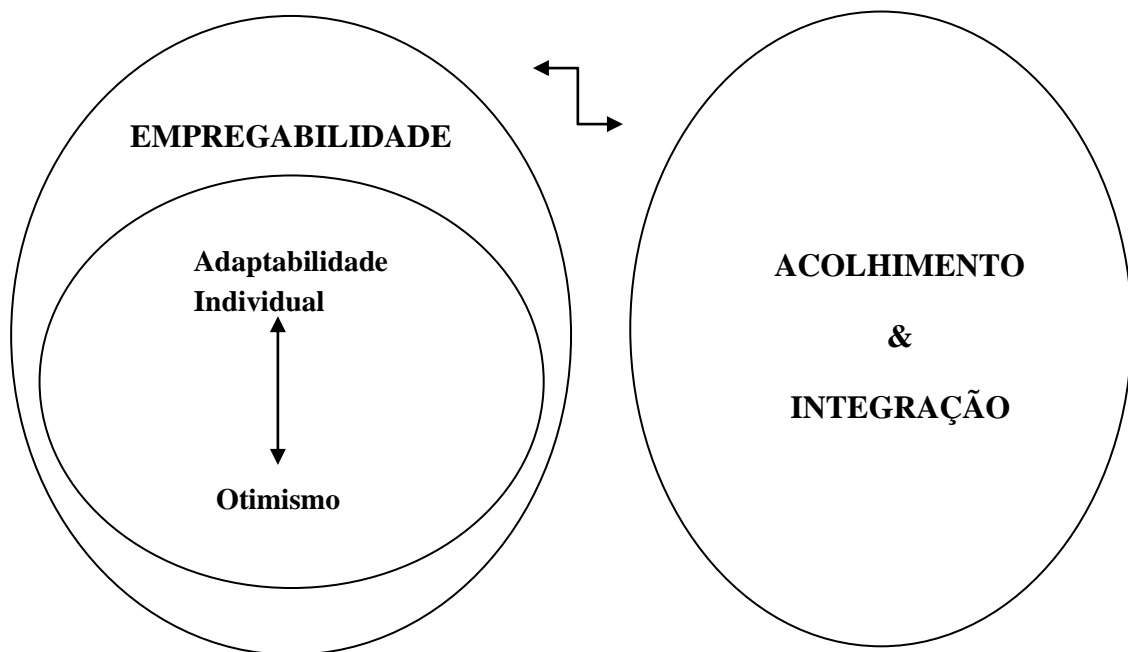 EMPREGABILIDADE
Adaptabilidade
Individual
Otimismo
ACOLHIMENTO
&
INTEGRAÇÃO